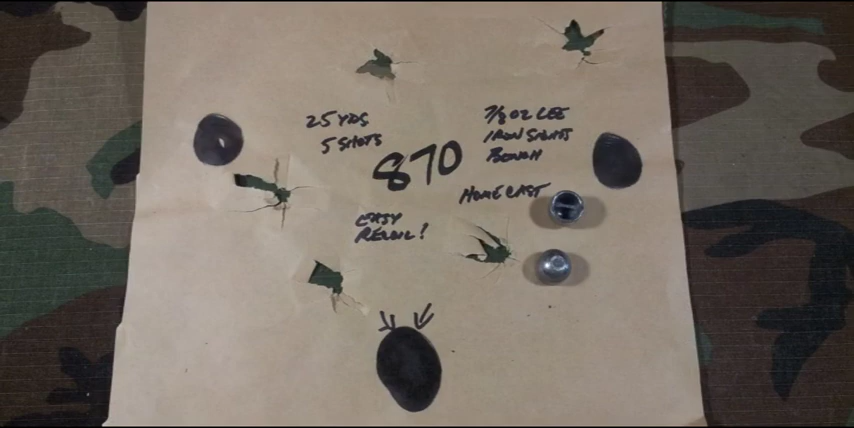 25 YDS
5 SHOTS
870
7/8 OZ LEE
IRON SIGHTS
BENCH
HOME CAST
EASY
RECOIL!